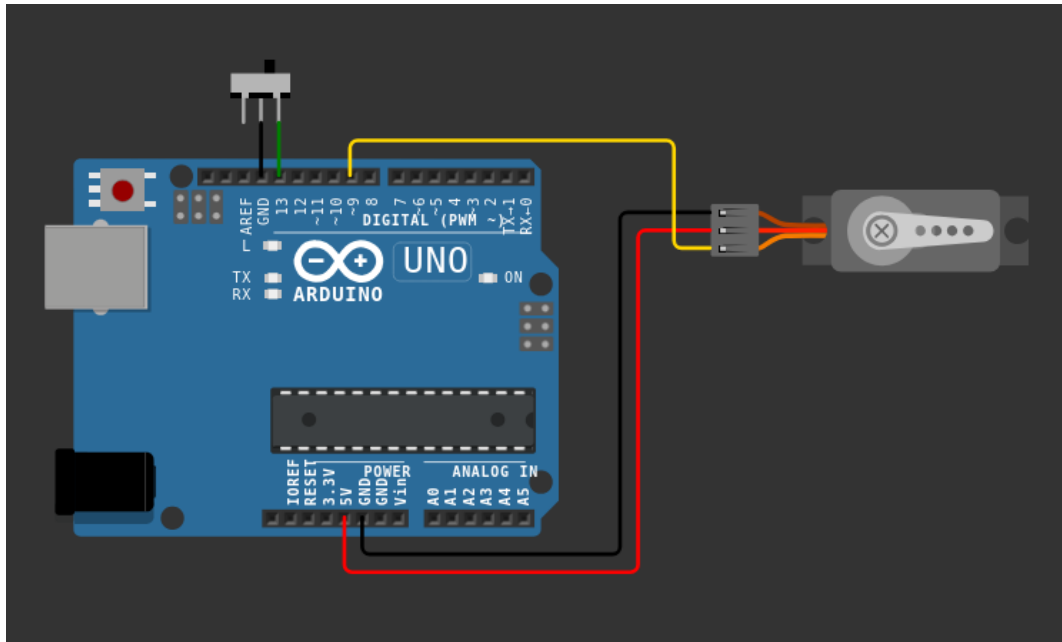 AREF
GND
13
12
~11
~10
~9
8
7
~6
~5
4
~3
2
TX→1
RX←0
DIGITAL (PWM ~)
L
TX
RX
UNO
ON
ARDUINO
IOREF
RESET
3.3V
5V
GND
GND
Vin
POWER
ANALOG IN
A0
A1
A2
A3
A4
A5